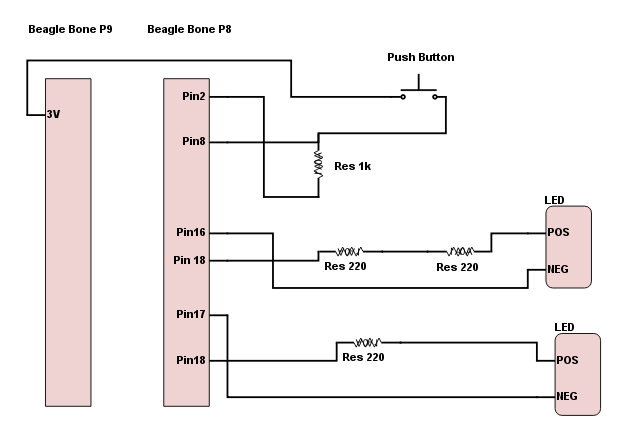 Beagle Bone P9
Beagle Bone P8
Push Button
Pin2
3V
Pin8
Res 1k
LED
Pin16
POS
Pin 18
Res 220
Res 220
NEG
Pin17
LED
Res 220
Pin18
POS
NEG